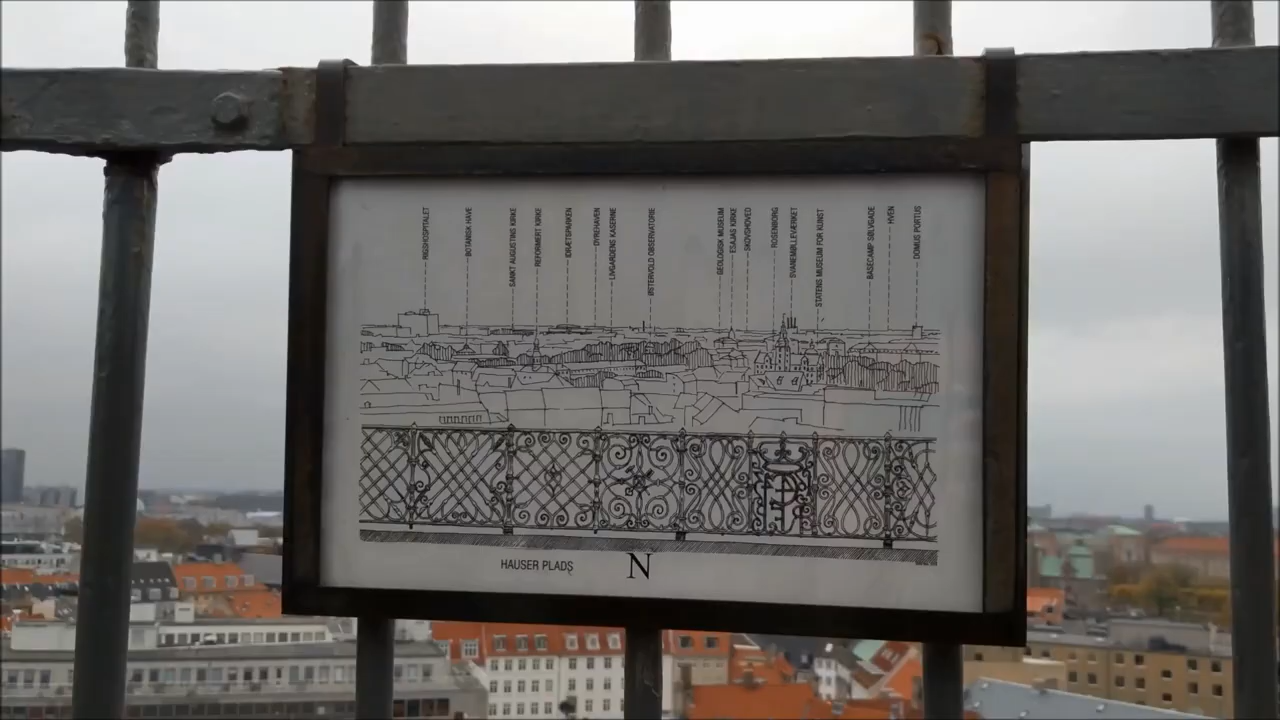 RIGSHOSPITALET
BOTANISK HAVE
SANKT AUGUSTINS KIRKE
REFORMERT KIRKE
IDRÆTSPARKEN
DYREHAVEN
LIVGARDENS KASERNE
ØSTERVOLD OBSERVATORIE
GEOLOGISK MUSEUM
ESAJAS KIRKE
SKOVSHOVED
ROSENBORG
SVANEMØLLEVÆRKET
STATENS MUSEUM FOR KUNST
BASECAMP SØLVGADE
HVEN
DOMUS PORTUS
HAUSER PLADS
N